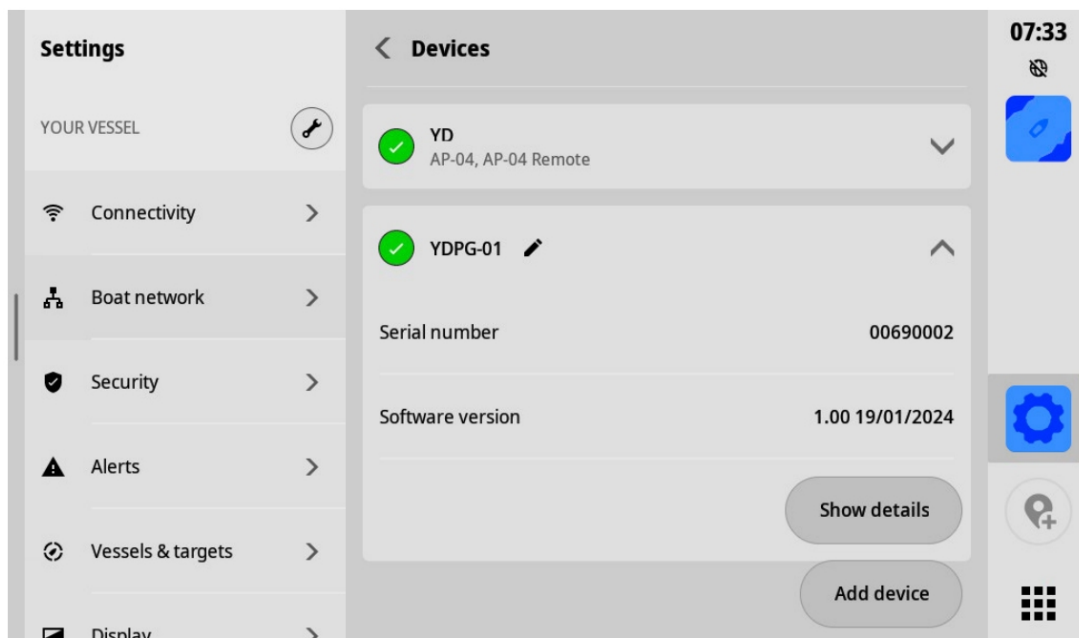 Settings
YOUR VESSEL
Connectivity
Boat network
Security
Alerts
Vessels & targets
Display
Devices
YD
AP-04, AP-04 Remote
YDPG-01
Serial number 00690002
Software version 1.00 19/01/2024
Show details
Add device
07:33